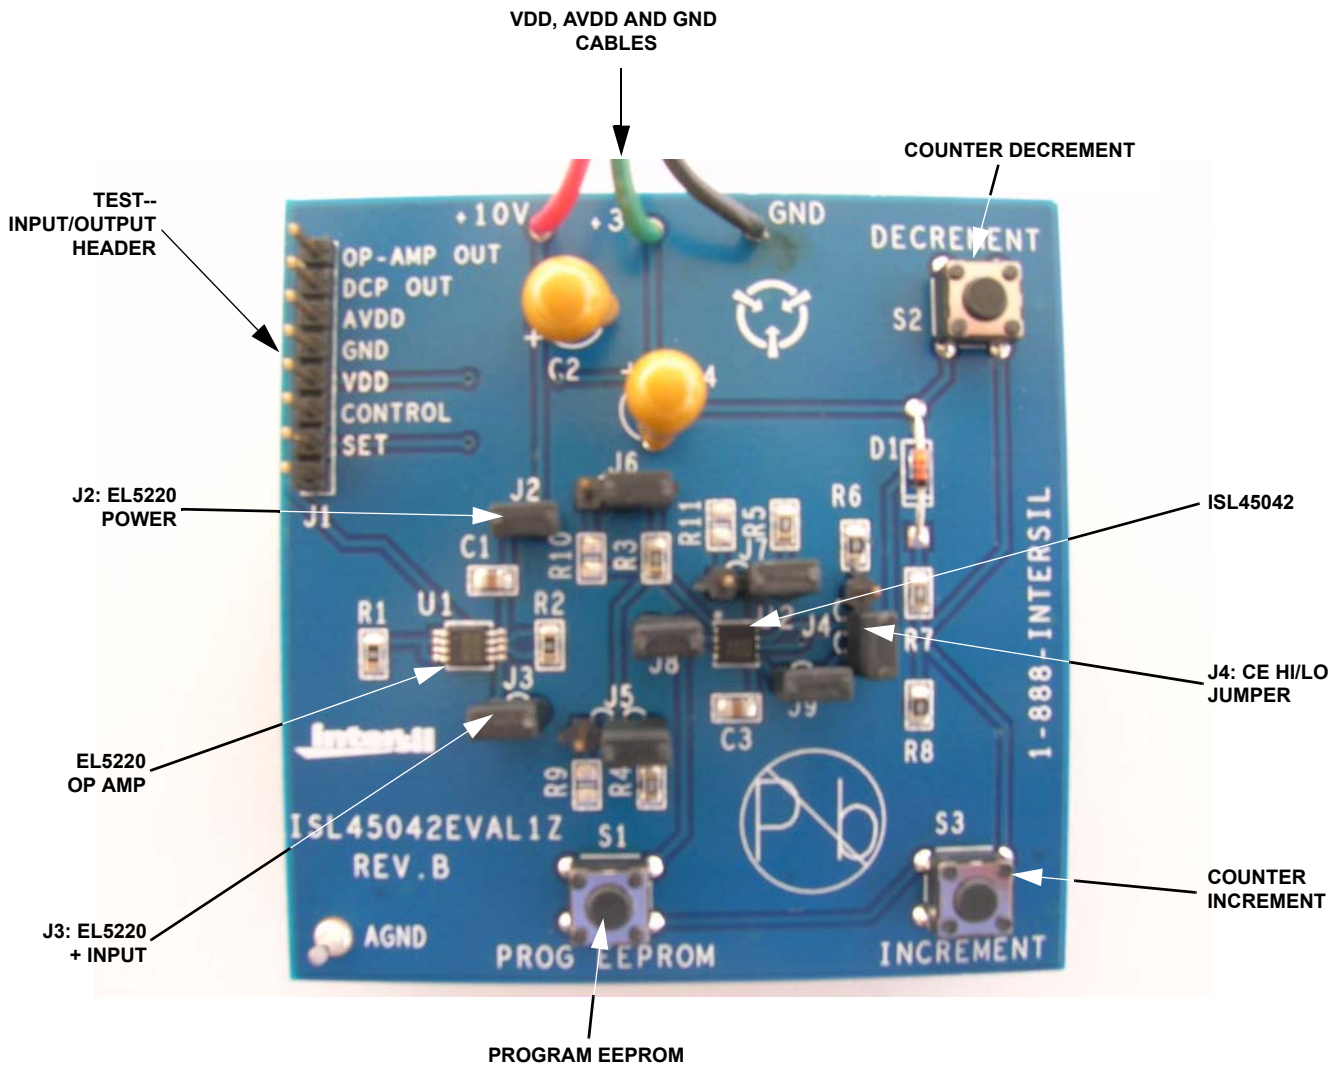 VDD, AVDD AND GND
CABLES
COUNTER DECREMENT
TEST--
INPUT/OUTPUT
HEADER
+10V
+3
GND
DECREMENT
OP-AMP OUT
DCP OUT
AVDD
GND
VDD
CONTROL
SET
S2
C2
4
D1
J2: EL5220
POWER
J1
J2
J6
R11
R5
R6
ISL45042
C1
R10
R3
J7
U1
R1
R2
J4
R7
J8
J3
J5
J9
C3
R8
J4: CE HI/LO
JUMPER
1-888-INTERSIL
intersil
EL5220
OP AMP
R9
R4
Pb
ISL45042EVAL1Z
REV.B
S1
S3
COUNTER
INCREMENT
J3: EL5220
+ INPUT
AGND
PROG EEPROM
INCREMENT
PROGRAM EEPROM